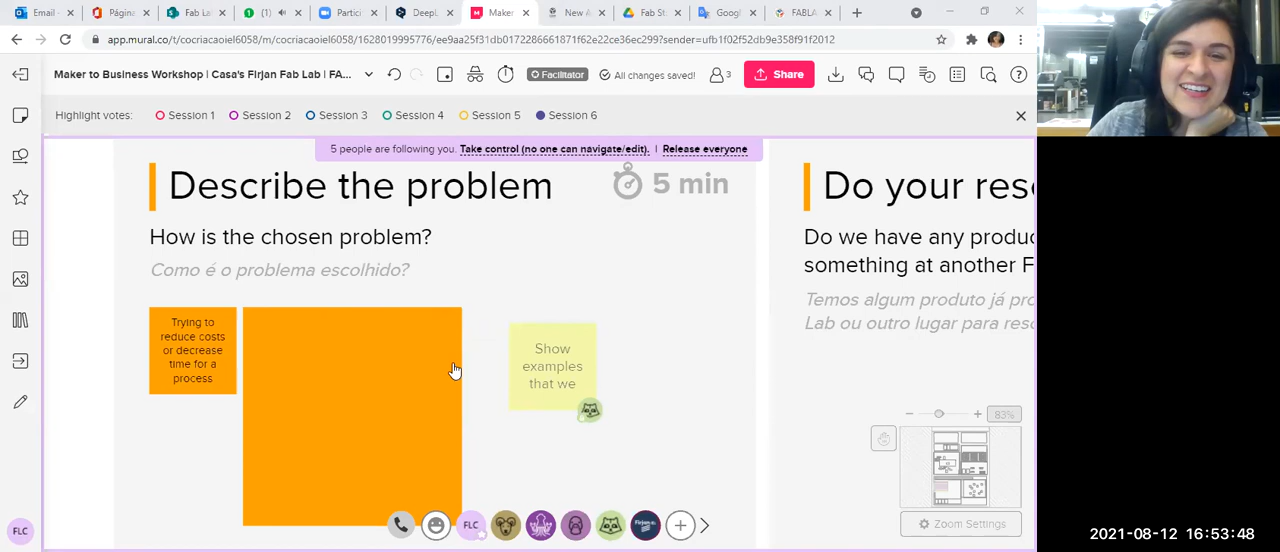 Email -
Página
Fab La
(1)
Partici
DeepL
Maker
New A
Fab St
Googl
FABLA
app.mural.co/t/cocriacaoiel6058/m/cocriacaoiel6058/1628019995776/ee9aa25f31db0172286661871f62e22ce36ec299?sender=ufb1f02f52db9e358f91f2012
Maker to Business Workshop | Casa's Firjan Fab Lab | FA...
Facilitator
All changes saved!
3
Share
Highlight votes:
Session 1
Session 2
Session 3
Session 4
Session 5
Session 6
5 people are following you. Take control (no one can navigate/edit). | Release everyone
Describe the problem
5 min
How is the chosen problem?
Como é o problema escolhido?
Trying to
reduce costs
or decrease
time for a
process
Show
examples
that we
Do your res
Do we have any produc
something at another F
Temos algum produto já pro
Lab ou outro lugar para reso
83%
Zoom Settings
FLC
FLC
Firjan
2021-08-12 16:53:48